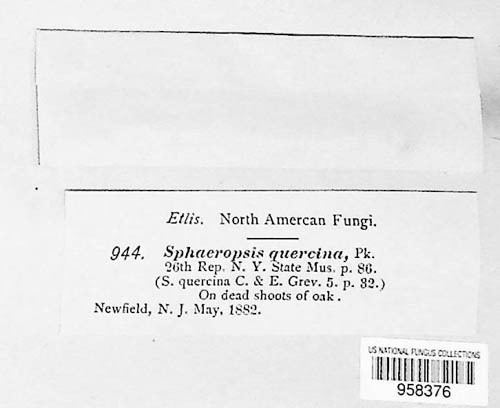 Etlis. North Amercan Fungi.
944. Sphaeropsis quercina, Pk.
26th Rep. N. Y. State Mus. p. 86.
(S. quercina C. & E. Grev. 5. p. 32.)
On dead shoots of oak.
Newfield, N. J. May, 1882.
US NATIONAL FUNGUS COLLECTIONS
958376